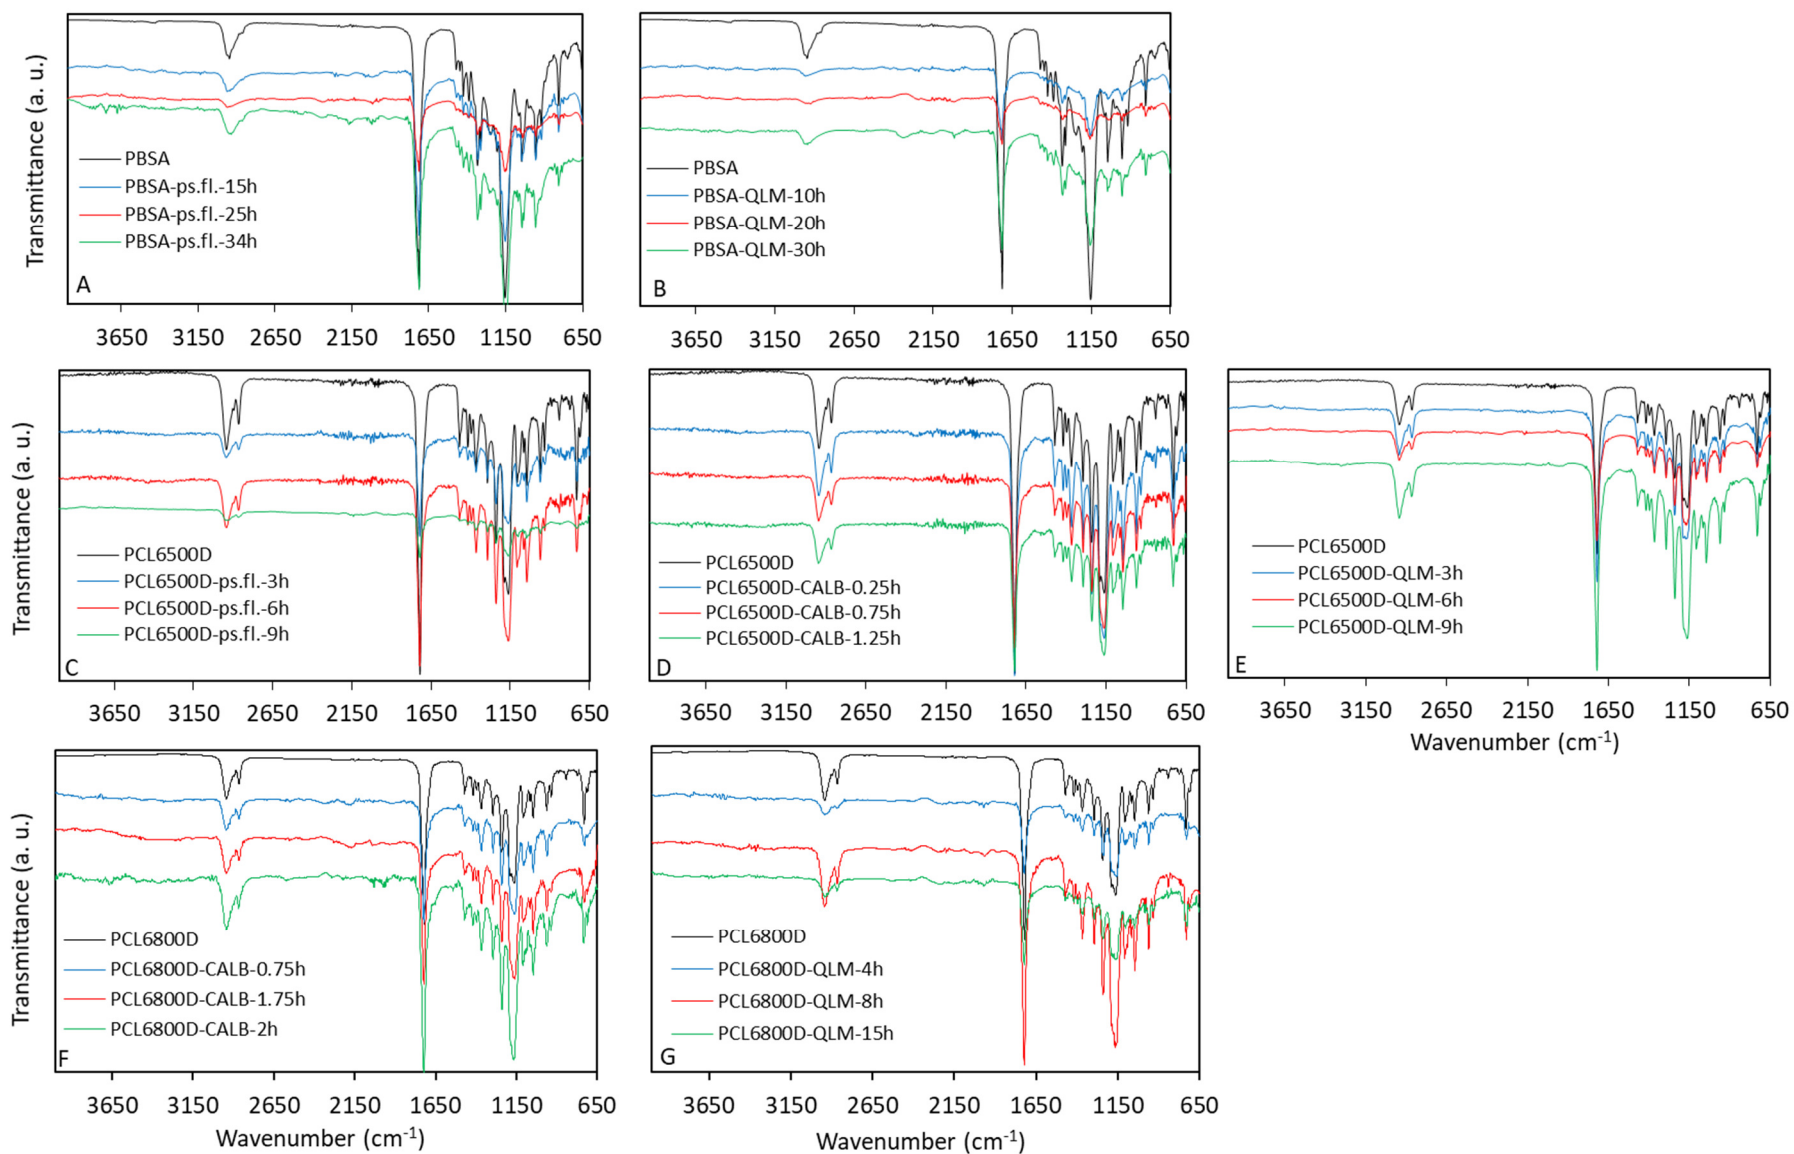 Transmittance (a. u.)
PBSA
PBSA-ps.fl.-15h
PBSA-ps.fl.-25h
PBSA-ps.fl.-34h
A
3650 3150 2650 2150 1650 1150 650
PBSA
PBSA-QLM-10h
PBSA-QLM-20h
PBSA-QLM-30h
B
3650 3150 2650 2150 1650 1150 650
Transmittance (a. u.)
PCL6500D
PCL6500D-ps.fl.-3h
PCL6500D-ps.fl.-6h
PCL6500D-ps.fl.-9h
C
3650 3150 2650 2150 1650 1150 650
PCL6500D
PCL6500D-CALB-0.25h
PCL6500D-CALB-0.75h
PCL6500D-CALB-1.25h
D
3650 3150 2650 2150 1650 1150 650
PCL6500D
PCL6500D-QLM-3h
PCL6500D-QLM-6h
PCL6500D-QLM-9h
E
3650 3150 2650 2150 1650 1150 650
Wavenumber (cm-1)
Transmittance (a. u.)
PCL6800D
PCL6800D-CALB-0.75h
PCL6800D-CALB-1.75h
PCL6800D-CALB-2h
F
3650 3150 2650 2150 1650 1150 650
Wavenumber (cm-1)
PCL6800D
PCL6800D-QLM-4h
PCL6800D-QLM-8h
PCL6800D-QLM-15h
G
3650 3150 2650 2150 1650 1150 650
Wavenumber (cm-1)